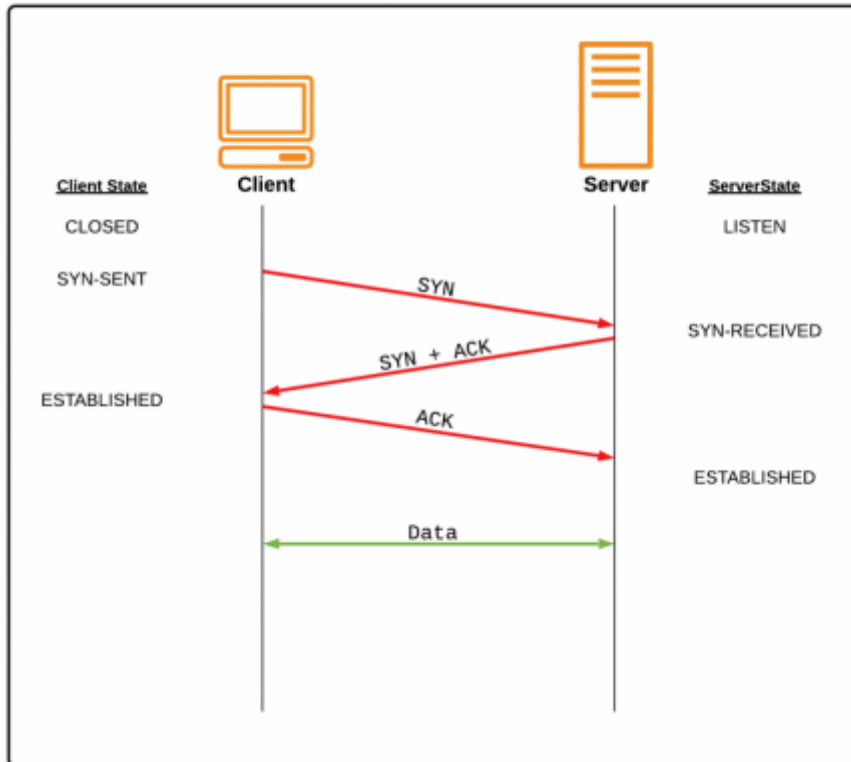 Client State
Client
Server
ServerState
CLOSED
LISTEN
SYN-SENT
SYN
SYN-RECEIVED
SYN + ACK
ESTABLISHED
ACK
ESTABLISHED
Data